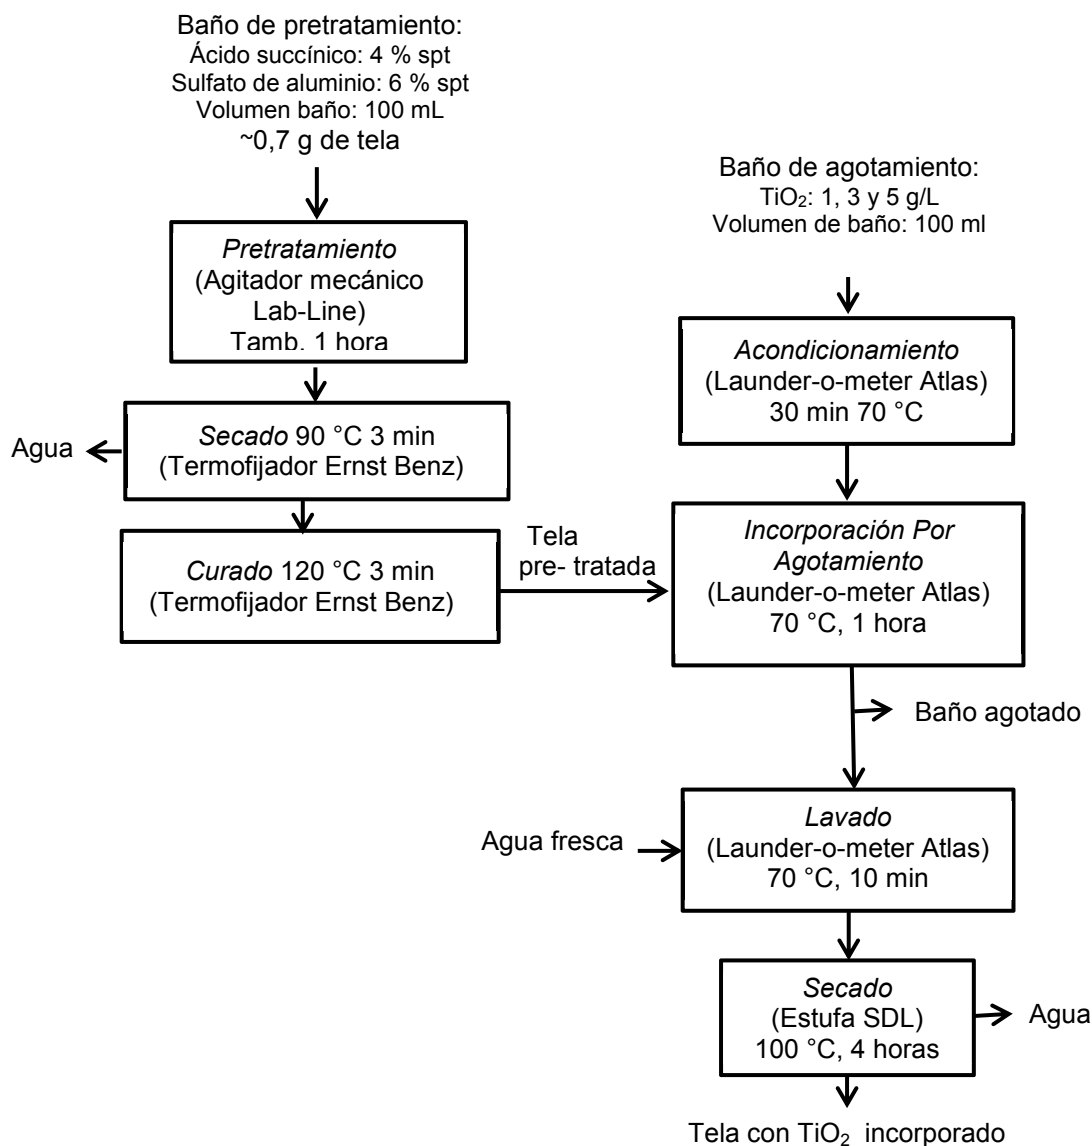 Baño de pretratamiento:
Ácido succínico: 4 % spt
Sulfato de aluminio: 6 % spt
Volumen baño: 100 mL
~0,7 g de tela
Pretratamiento
(Agitador mecánico
Lab-Line)
Tamb. 1 hora
Agua
Secado 90 °C 3 min
(Termofijador Ernst Benz)
Curado 120 °C 3 min
(Termofijador Ernst Benz)
Tela
pre- tratada
Baño de agotamiento:
TiO₂: 1, 3 y 5 g/L
Volumen de baño: 100 ml
Acondicionamiento
(Launder-o-meter Atlas)
30 min 70 °C
Incorporación Por
Agotamiento
(Launder-o-meter Atlas)
70 °C, 1 hora
Baño agotado
Agua fresca
Lavado
(Launder-o-meter Atlas)
70 °C, 10 min
Secado
(Estufa SDL)
100 °C, 4 horas
Agua
Tela con TiO₂ incorporado